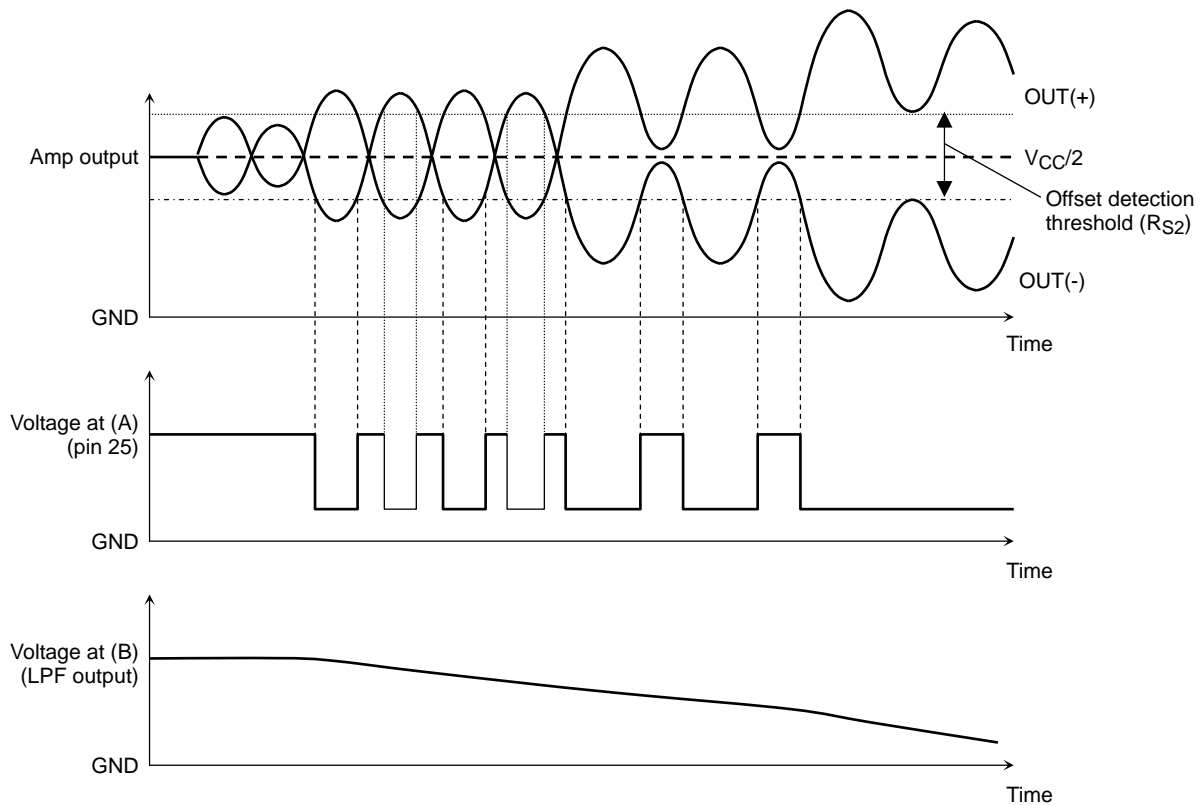 OUT(+)
Amp output
VCC/2
Offset detection
threshold (RS2)
OUT(-)
GND
Time
Voltage at (A)
(pin 25)
GND
Time
Voltage at (B)
(LPF output)
GND
Time